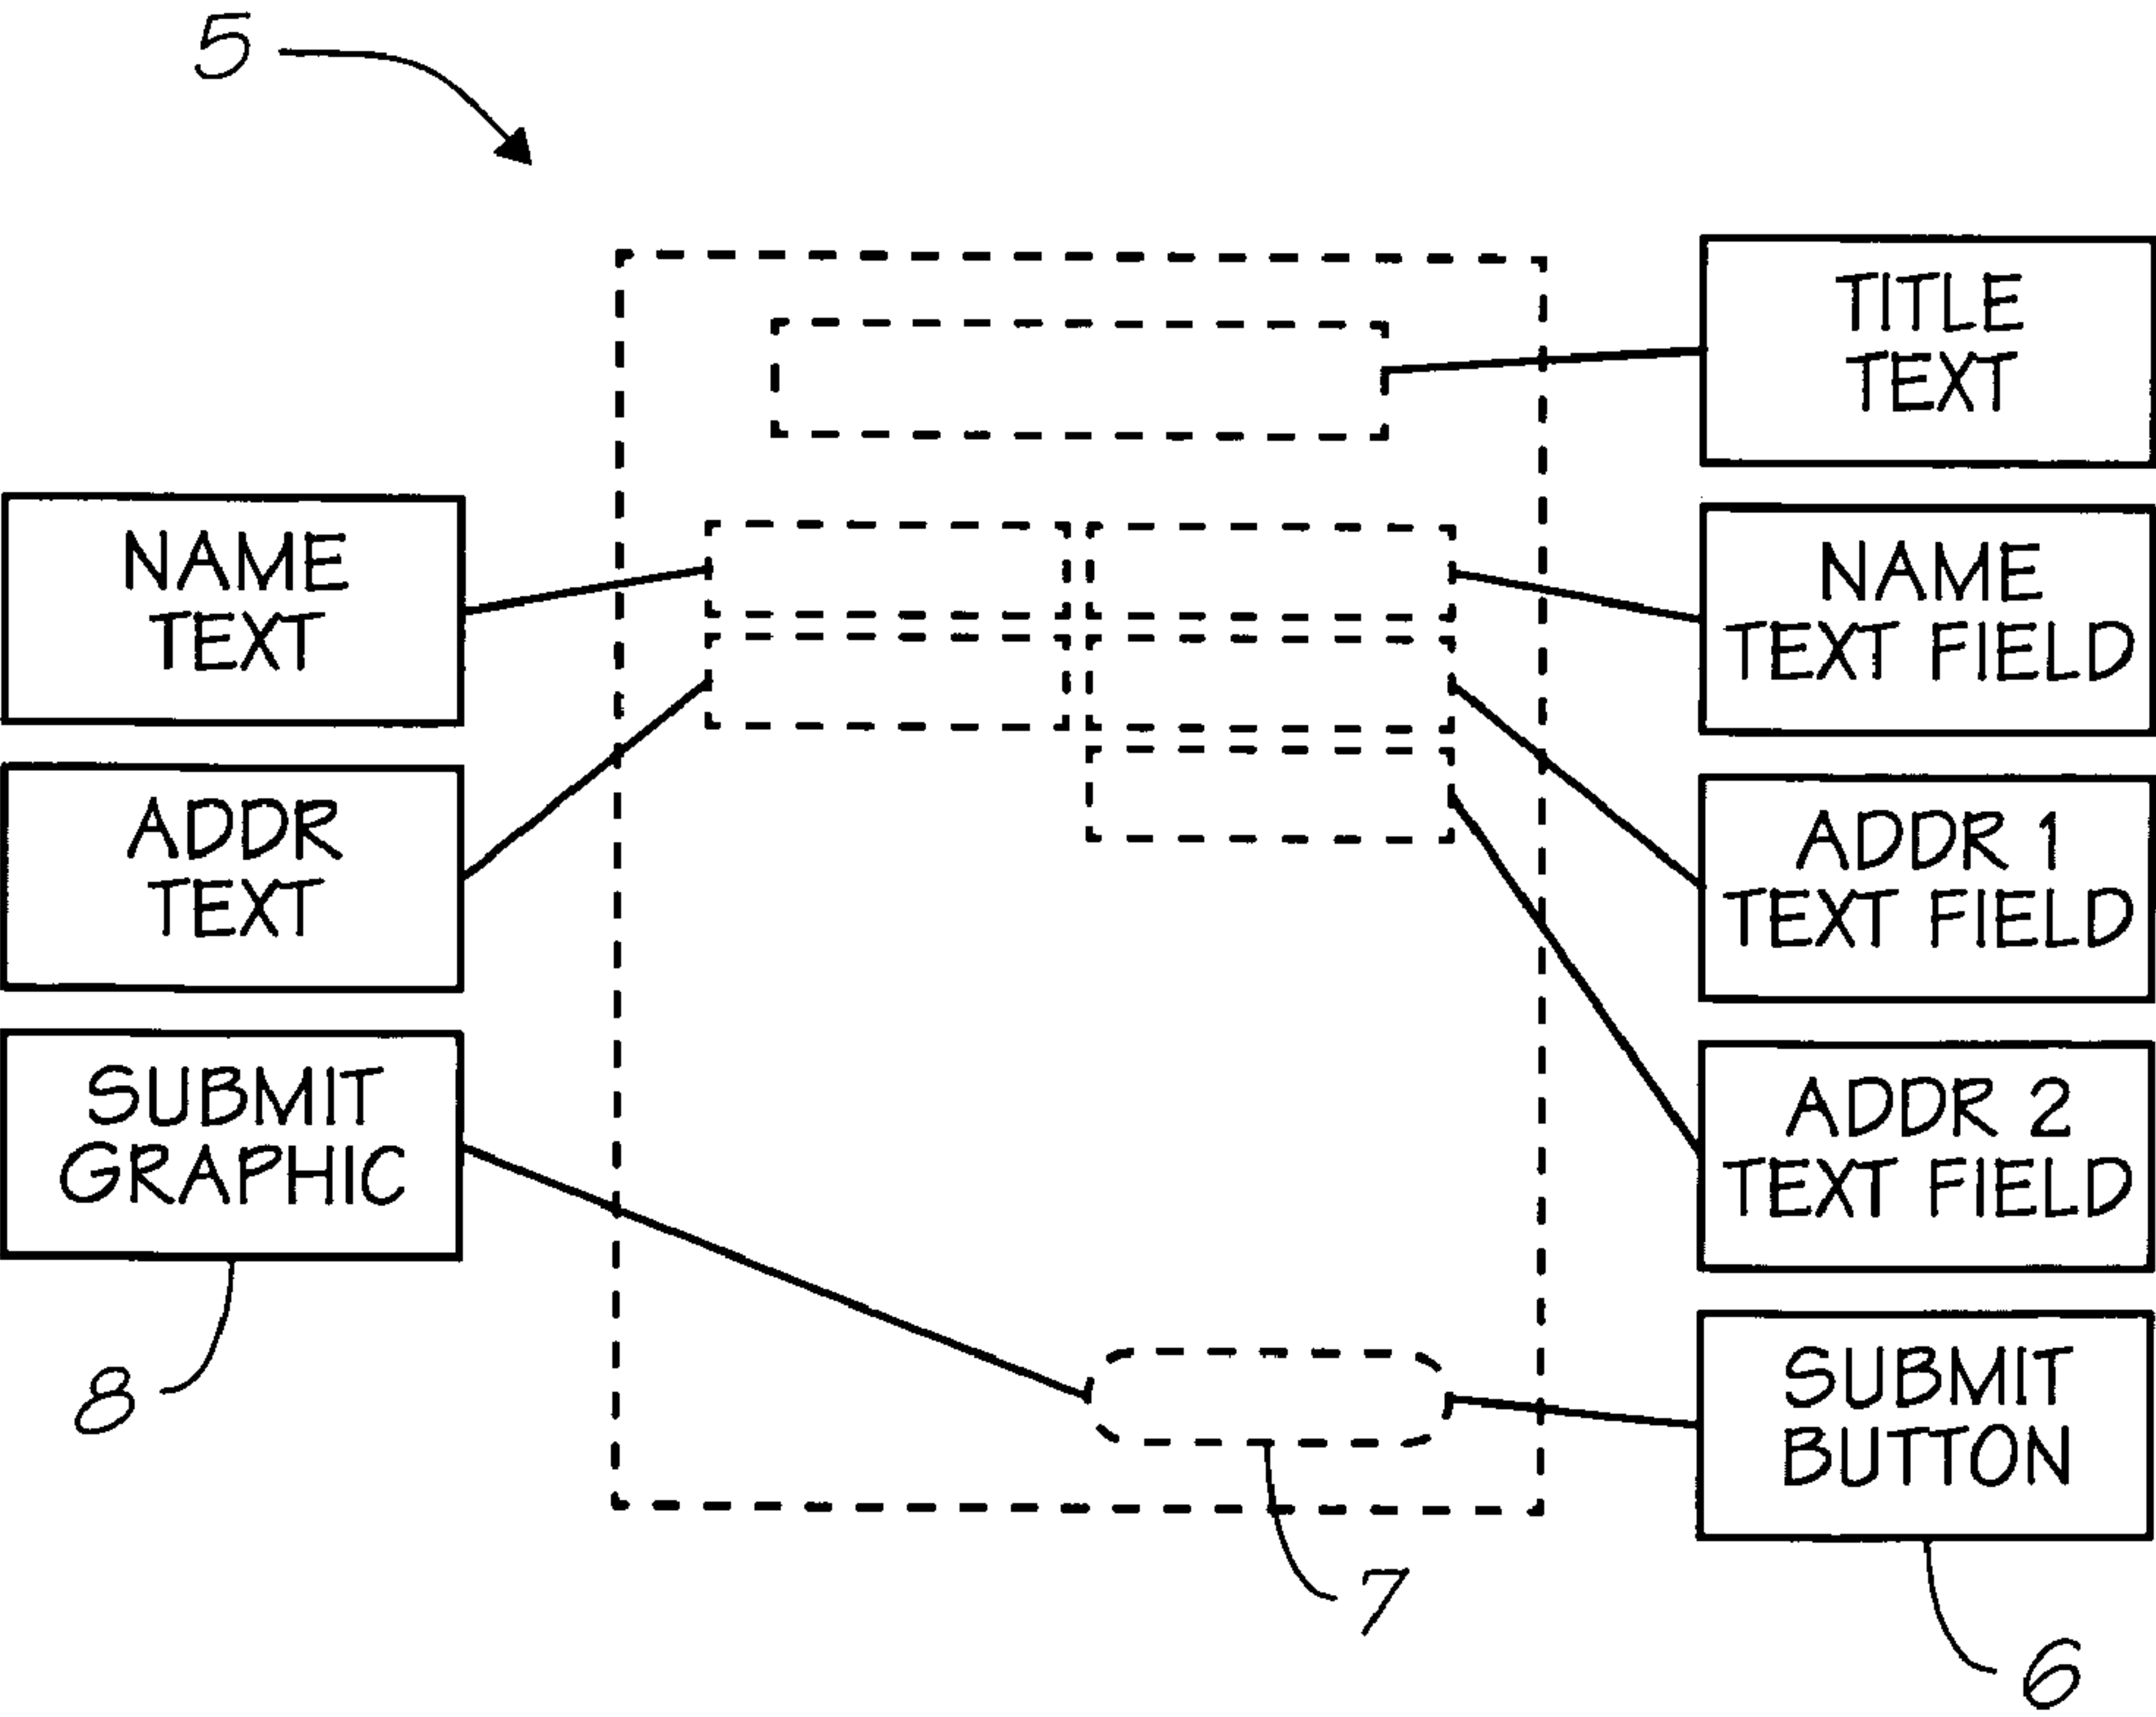 5
TITLE
TEXT
NAME
TEXT
NAME
TEXT FIELD
ADDR
TEXT
ADDR 1
TEXT FIELD
SUBMIT
GRAPHIC
ADDR 2
TEXT FIELD
8
SUBMIT
BUTTON
7
6